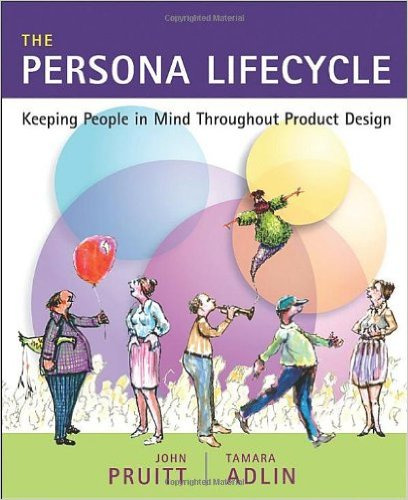 Copyrighted Material
THE
PERSONA LIFECYCLE
Keeping People in Mind Throughout Product Design
JOHN
PRUITT
TAMARA
ADLIN
Copyrighted Material